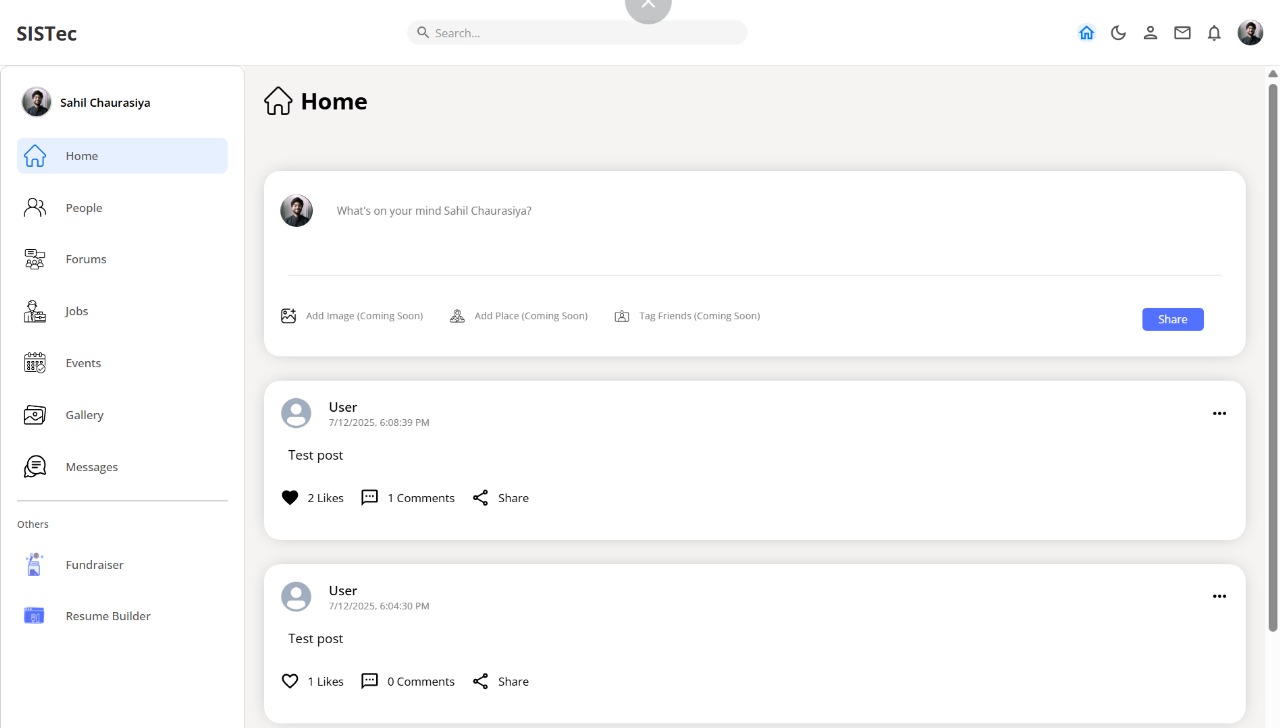 SISTec
Search...
Sahil Chaurasiya
Home
People
Forums
Jobs
Events
Gallery
Messages
Others
Fundraiser
Resume Builder
Home
What's on your mind Sahil Chaurasiya?
Add Image (Coming Soon) Add Place (Coming Soon) Tag Friends (Coming Soon) Share
User
7/12/2025, 6:08:39 PM
Test post
2 Likes 1 Comments Share
User
7/12/2025, 6:04:30 PM
Test post
1 Likes 0 Comments Share